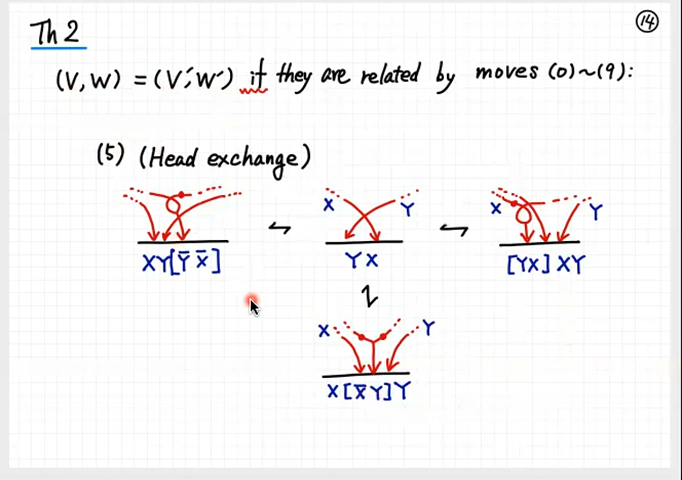 Th 2
14
(V, W) = (V', W') if they are related by moves (0)~(9):
(5) (Head exchange)
X Y X Y
XY[Ȳ X̄] ⇋ YX ⇋ [YX] XY
X Y
X[X̄ Y]Y